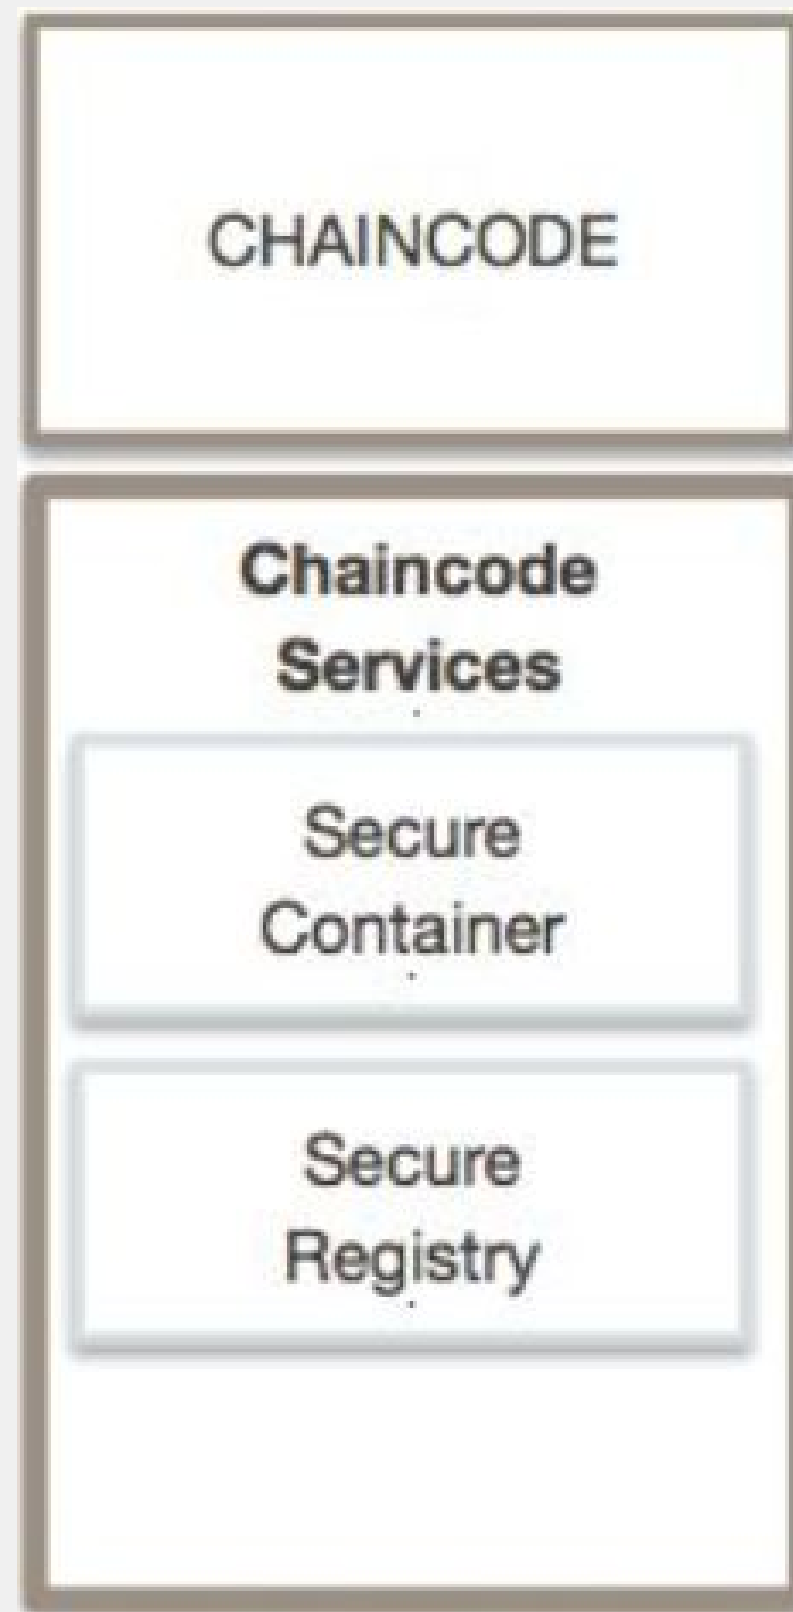 CHAINCODE
Chaincode
Services
Secure
Container
Secure
Registry